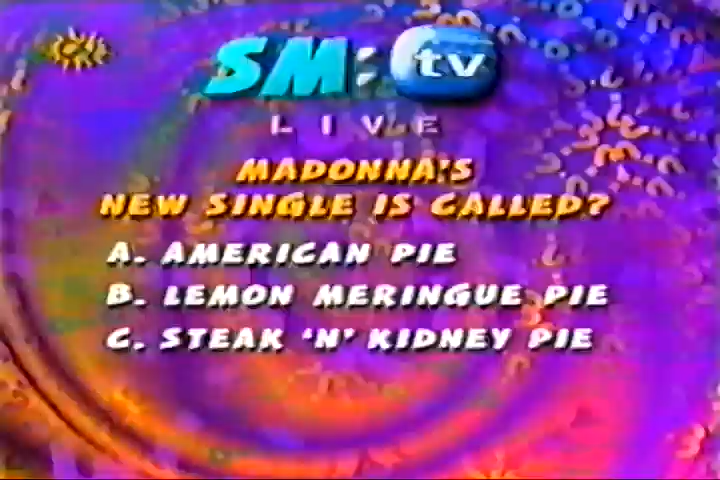 SM:tv
LIVE
MADONNA'S
NEW SINGLE IS CALLED?
A. AMERICAN PIE
B. LEMON MERINGUE PIE
C. STEAK 'N' KIDNEY PIE